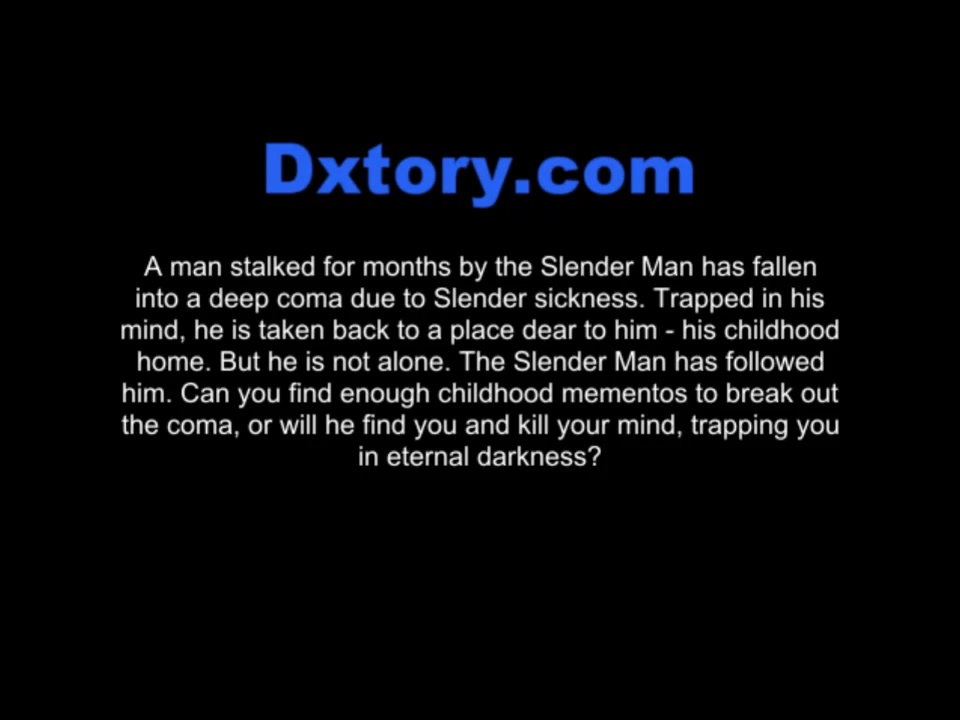 Dxtory.com
A man stalked for months by the Slender Man has fallen
into a deep coma due to Slender sickness. Trapped in his
mind, he is taken back to a place dear to him - his childhood
home. But he is not alone. The Slender Man has followed
him. Can you find enough childhood mementos to break out
the coma, or will he find you and kill your mind, trapping you
in eternal darkness?